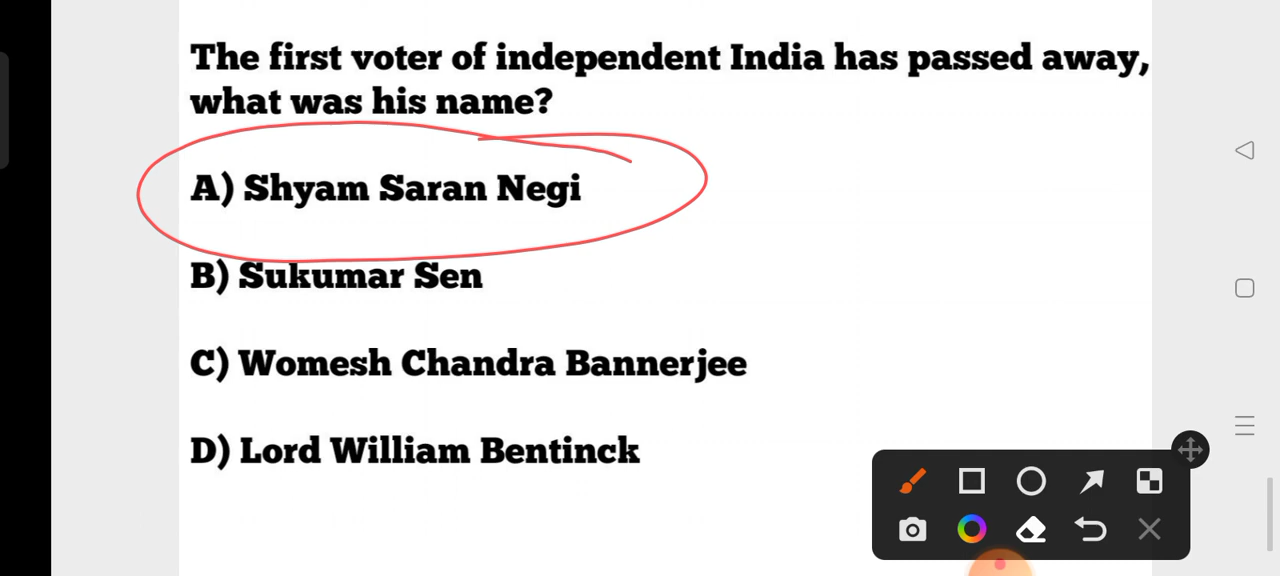 The first voter of independent India has passed away,
what was his name?
A) Shyam Saran Negi
B) Sukumar Sen
C) Womesh Chandra Bannerjee
D) Lord William Bentinck